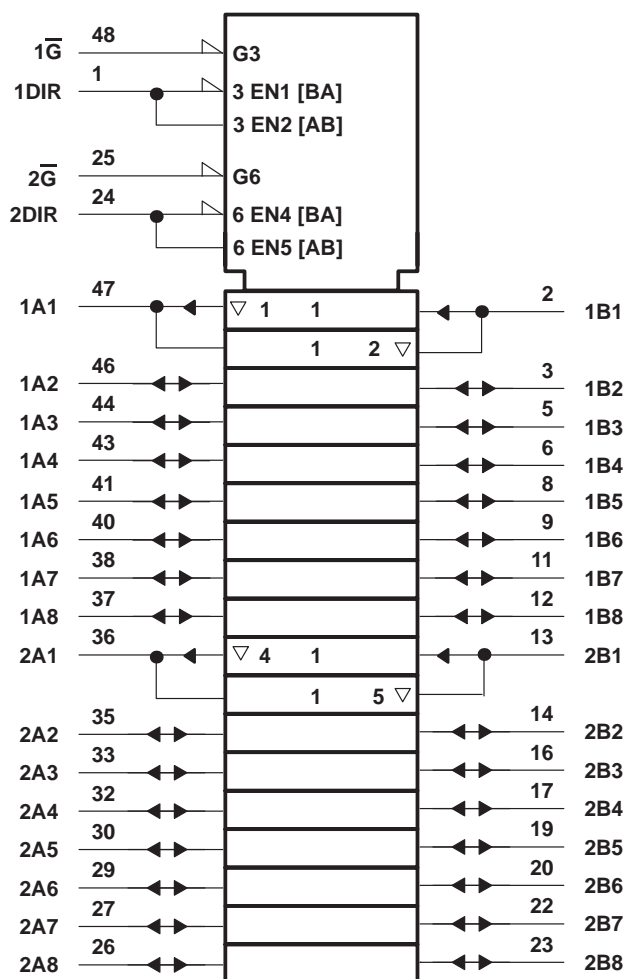 1G̅ 48 G3
1DIR 1 3 EN1 [BA]
3 EN2 [AB]
2G̅ 25 G6
2DIR 24 6 EN4 [BA]
6 EN5 [AB]
1A1 47 ▽ 1 1 2 1B1
1 2 ▽
1A2 46 3 1B2
1A3 44 5 1B3
1A4 43 6 1B4
1A5 41 8 1B5
1A6 40 9 1B6
1A7 38 11 1B7
1A8 37 12 1B8
2A1 36 ▽ 4 1 13 2B1
1 5 ▽
2A2 35 14 2B2
2A3 33 16 2B3
2A4 32 17 2B4
2A5 30 19 2B5
2A6 29 20 2B6
2A7 27 22 2B7
2A8 26 23 2B8